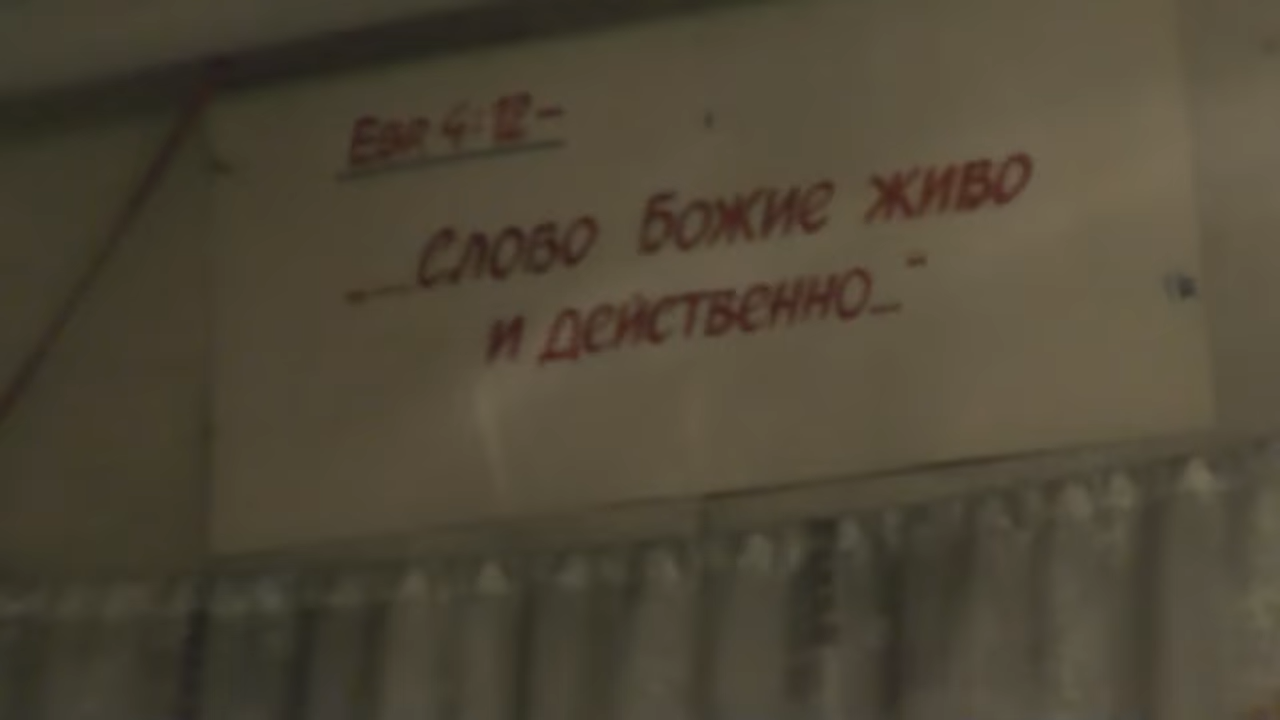 Евр 4:12-
„...Слово Божие живо
и действенно..."